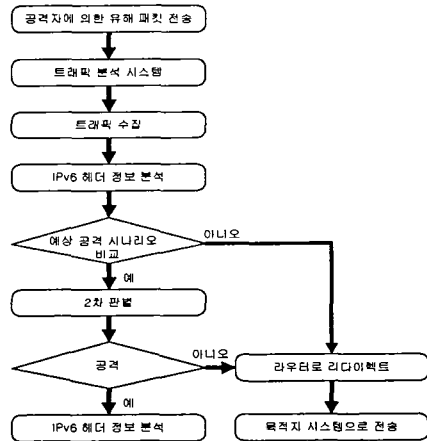 공격자에 의한 유해 패킷 전송
트래픽 분석 시스템
트래픽 수집
IPv6 헤더 정보 분석
예상 공격 시나리오
비교
아니오
예
2차 판별
공격
아니오
라우터로 리다이렉트
예
IPv6 헤더 정보 분석
목적지 시스템으로 전송